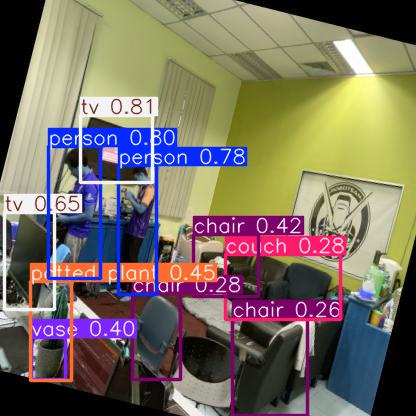 tv 0.81
person 0.80
person 0.78
tv 0.65
chair 0.42
couch 0.28
potted plant 0.45
chair 0.28
chair 0.26
vase 0.40